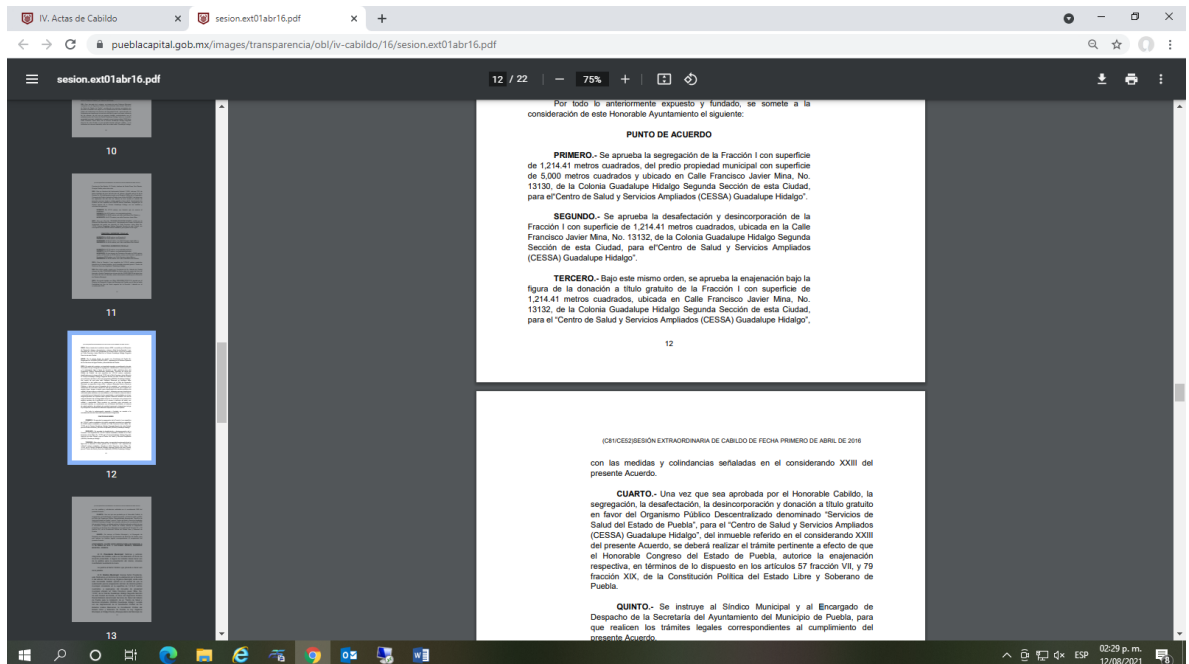 IV. Actas de Cabildo
sesion.ext01abr16.pdf
pueblacapital.gob.mx/images/transparencia/obl/iv-cabildo/16/sesion.ext01abr16.pdf
sesion.ext01abr16.pdf
12 / 22
75%
10
11
12
13
Por todo lo anteriormente expuesto y fundado, se somete a la
consideración de este Honorable Ayuntamiento el siguiente:
PUNTO DE ACUERDO
PRIMERO.- Se aprueba la segregación de la Fracción I con superficie
de 1,214.41 metros cuadrados, del predio propiedad municipal con superficie
de 5,000 metros cuadrados y ubicado en Calle Francisco Javier Mina, No.
13130, de la Colonia Guadalupe Hidalgo Segunda Sección de esta Ciudad,
para el"Centro de Salud y Servicios Ampliados (CESSA) Guadalupe Hidalgo".
SEGUNDO.- Se aprueba la desafectación y desincorporación de la
Fracción I con superficie de 1,214.41 metros cuadrados, ubicada en la Calle
Francisco Javier Mina, No. 13132, de la Colonia Guadalupe Hidalgo Segunda
Sección de esta Ciudad, para el"Centro de Salud y Servicios Ampliados
(CESSA) Guadalupe Hidalgo".
TERCERO.- Bajo este mismo orden, se aprueba la enajenación bajo la
figura de la donación a título gratuito de la Fracción I con superficie de
1,214.41 metros cuadrados, ubicada en Calle Francisco Javier Mina, No.
13132, de la Colonia Guadalupe Hidalgo Segunda Sección de esta Ciudad,
para el "Centro de Salud y Servicios Ampliados (CESSA) Guadalupe Hidalgo",
12
(C81/CE52)SESIÓN EXTRAORDINARIA DE CABILDO DE FECHA PRIMERO DE ABRIL DE 2016
con las medidas y colindancias señaladas en el considerando XXIII del
presente Acuerdo.
CUARTO.- Una vez que sea aprobada por el Honorable Cabildo, la
segregación, la desafectación, la desincorporación y donación a título gratuito
en favor del Organismo Público Descentralizado denominado "Servicios de
Salud del Estado de Puebla", para el "Centro de Salud y Servicios Ampliados
(CESSA) Guadalupe Hidalgo", del inmueble referido en el considerando XXIII
del presente Acuerdo, se deberá realizar el trámite pertinente a efecto de que
el Honorable Congreso del Estado de Puebla, autorice la enajenación
respectiva, en términos de lo dispuesto en los artículos 57 fracción VII, y 79
fracción XIX, de la Constitución Política del Estado Libre y Soberano de
Puebla.
QUINTO.- Se instruye al Síndico Municipal y al Encargado de
Despacho de la Secretaría del Ayuntamiento del Municipio de Puebla, para
que realicen los trámites legales correspondientes al cumplimiento del
presente Acuerdo.
ESP
02:29 p. m.
12/08/2021